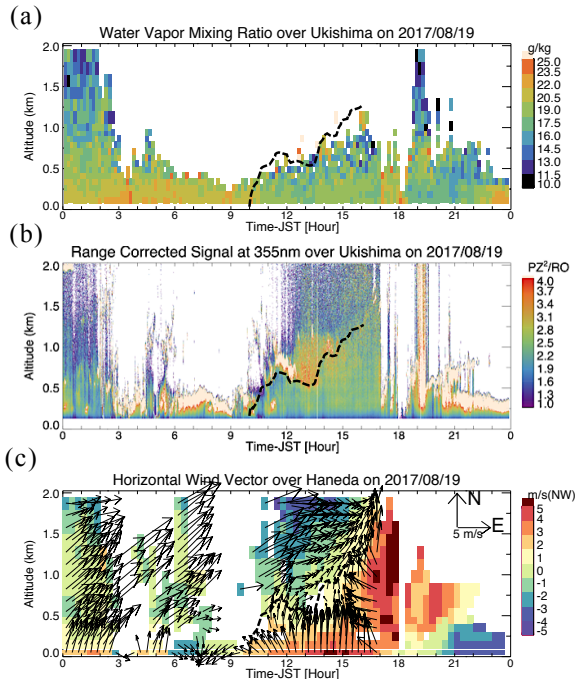 (a)
Water Vapor Mixing Ratio over Ukishima on 2017/08/19
g/kg
2.0
1.5
1.0
0.5
0.0
Altitude (km)
25.0
23.5
22.0
20.5
19.0
17.5
16.0
14.5
13.0
11.5
10.0
0 3 6 9 12 15 18 21 0
Time-JST [Hour]
(b)
Range Corrected Signal at 355nm over Ukishima on 2017/08/19
PZ²/RO
2.0
1.5
1.0
0.5
0.0
Altitude (km)
4.0
3.7
3.4
3.1
2.8
2.5
2.2
1.9
1.6
1.3
1.0
0 3 6 9 12 15 18 21 0
Time-JST [Hour]
(c)
Horizontal Wind Vector over Haneda on 2017/08/19
m/s(NW)
2.0
1.5
1.0
0.5
0.0
Altitude (km)
N
E
5 m/s
5
4
3
2
1
0
-1
-2
-3
-4
-5
0 3 6 9 12 15 18 21 0
Time-JST [Hour]